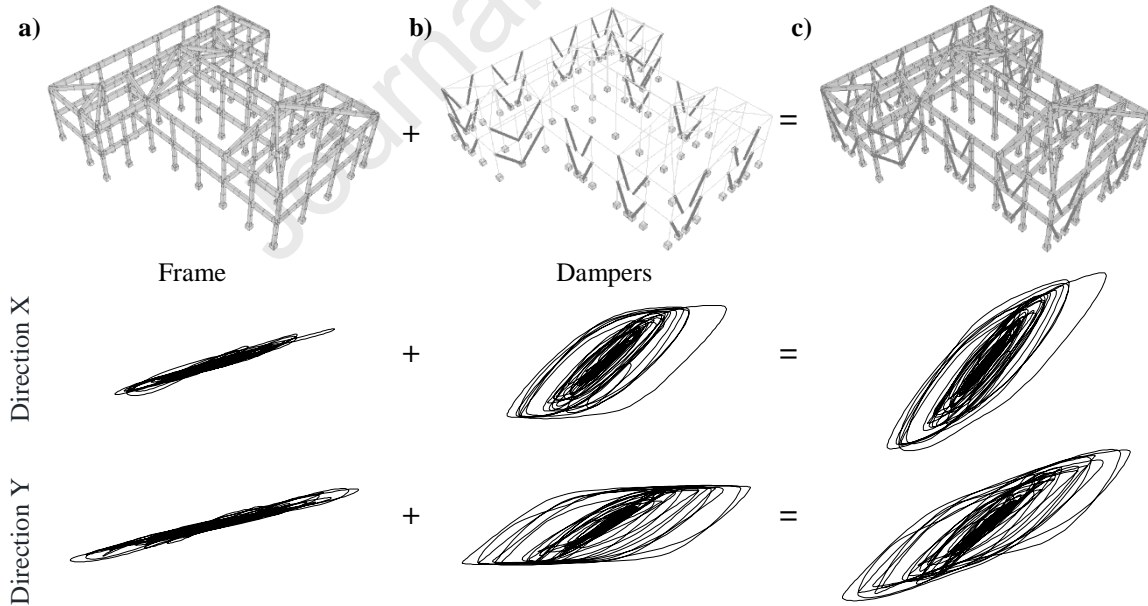 a)
b)
c)
+
=
Frame
Dampers
Direction X
+
=
Direction Y
+
=